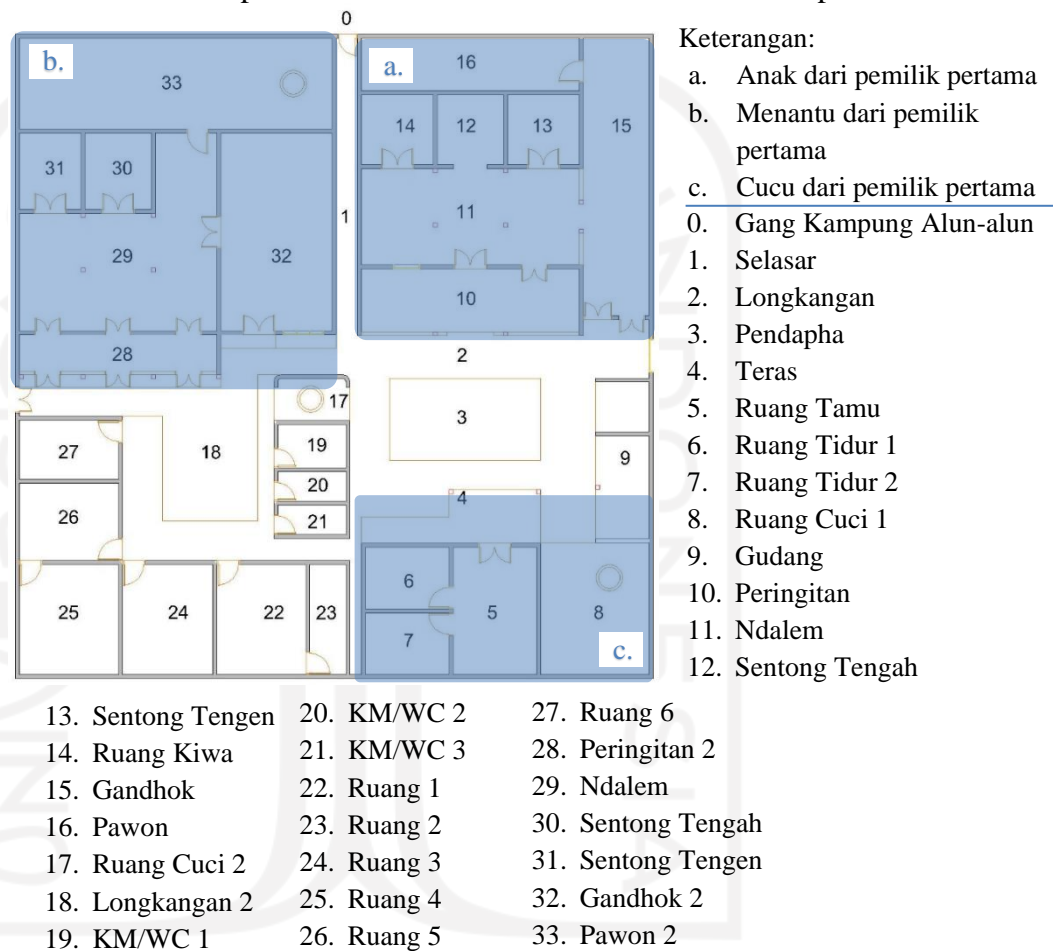 0
b.
33
a.
16
14
12
13
15
31
30
1
11
29
32
10
28
2
17
3
27
18
19
9
20
4
26
21
6
25
24
22
23
5
8
7
c.
Keterangan:
a. Anak dari pemilik pertama
b. Menantu dari pemilik
pertama
c. Cucu dari pemilik pertama
0. Gang Kampung Alun-alun
1. Selasar
2. Longkangan
3. Pendapha
4. Teras
5. Ruang Tamu
6. Ruang Tidur 1
7. Ruang Tidur 2
8. Ruang Cuci 1
9. Gudang
10. Peringitan
11. Ndalem
12. Sentong Tengah
13. Sentong Tengen
14. Ruang Kiwa
15. Gandhok
16. Pawon
17. Ruang Cuci 2
18. Longkangan 2
19. KM/WC 1
20. KM/WC 2
21. KM/WC 3
22. Ruang 1
23. Ruang 2
24. Ruang 3
25. Ruang 4
26. Ruang 5
27. Ruang 6
28. Peringitan 2
29. Ndalem
30. Sentong Tengah
31. Sentong Tengen
32. Gandhok 2
33. Pawon 2